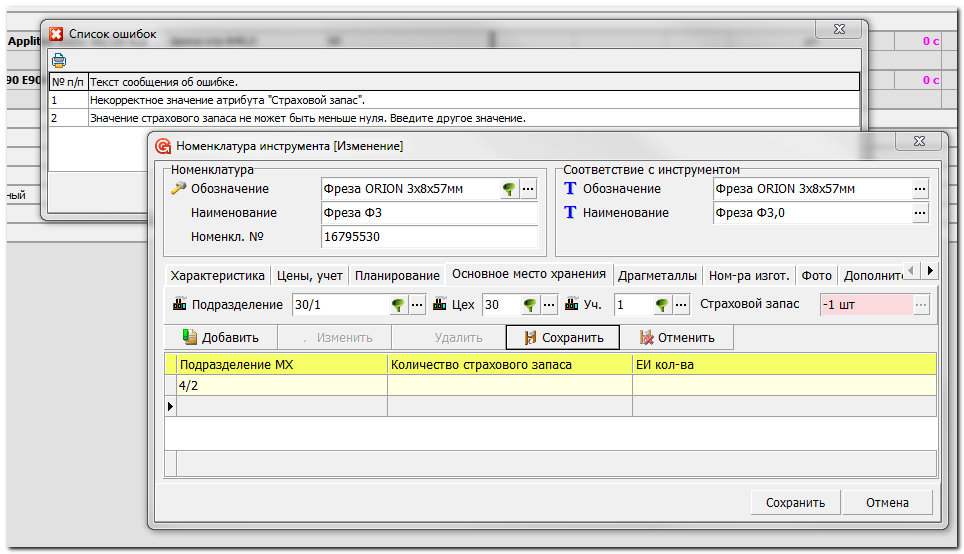 Список ошибок
Applit
0 с
90 E90
0 с
№ п/п Текст сообщения об ошибке.
1 Некорректное значение атрибута "Страховой запас".
2 Значение страхового запаса не может быть меньше нуля. Введите другое значение.
ный
Номенклатура инструмента [Изменение]
Номенклатура
Обозначение Фреза ORION 3x8x57мм ...
Наименование Фреза Ф3
Номенкл. № 16795530
Соответствие с инструментом
T Обозначение Фреза ORION 3x8x57мм ...
T Наименование Фреза Ф3,0 ...
Характеристика Цены, учет Планирование Основное место хранения Драгметаллы Ном-ра изгот. Фото Дополните
Подразделение 30/1 ... Цех 30 ... Уч. 1 ... Страховой запас -1 шт ...
Добавить Изменить Удалить Сохранить Отменить
Подразделение МХ Количество страхового запаса ЕИ кол-ва
4/2
Сохранить Отмена